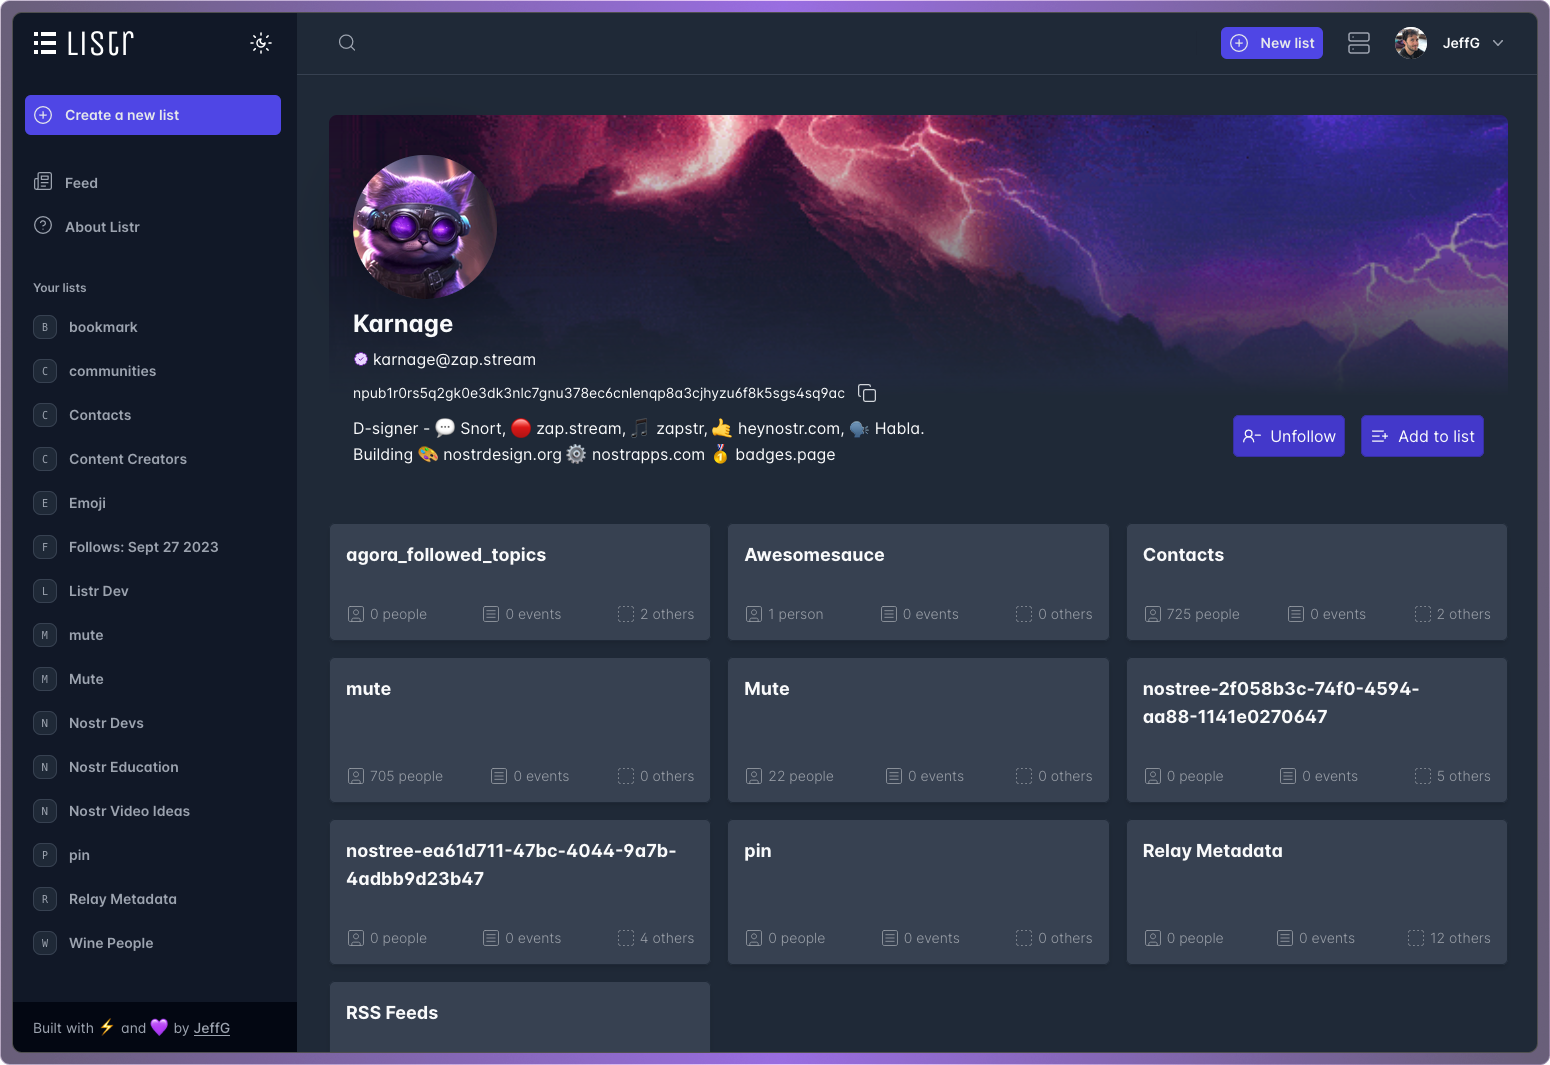 Listr
Create a new list
Feed
About Listr
Your lists
B bookmark
C communities
C Contacts
C Content Creators
E Emoji
F Follows: Sept 27 2023
L Listr Dev
M mute
M Mute
N Nostr Devs
N Nostr Education
N Nostr Video Ideas
P pin
R Relay Metadata
W Wine People
Built with ⚡ and 💜 by JeffG
New list
JeffG
Karnage
karnage@zap.stream
npub1r0rs5q2gk0e3dk3nlc7gnu378ec6cnlenqp8a3cjhyzu6f8k5sgs4sq9ac
D-signer - 💬 Snort, 🔴 zap.stream, 🎵 zapstr, 🤙 heynostr.com, 🗣️ Habla.
Building 🎨 nostrdesign.org ⚙️ nostrapps.com 🥇 badges.page
Unfollow
Add to list
agora_followed_topics
0 people 0 events 2 others
Awesomesauce
1 person 0 events 0 others
Contacts
725 people 0 events 2 others
mute
705 people 0 events 0 others
Mute
22 people 0 events 0 others
nostree-2f058b3c-74f0-4594-
aa88-1141e0270647
0 people 0 events 5 others
nostree-ea61d711-47bc-4044-9a7b-
4adbb9d23b47
0 people 0 events 4 others
pin
0 people 0 events 0 others
Relay Metadata
0 people 0 events 12 others
RSS Feeds